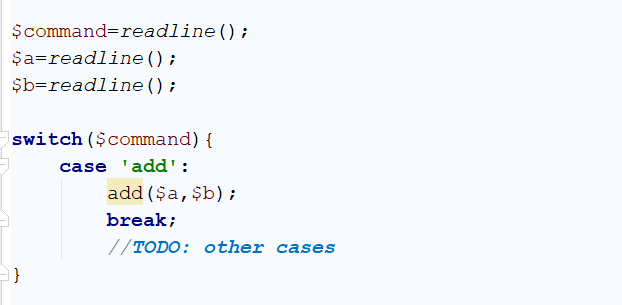 $command=readline();
$a=readline();
$b=readline();
switch($command){
case 'add':
add($a,$b);
break;
//TODO: other cases
}